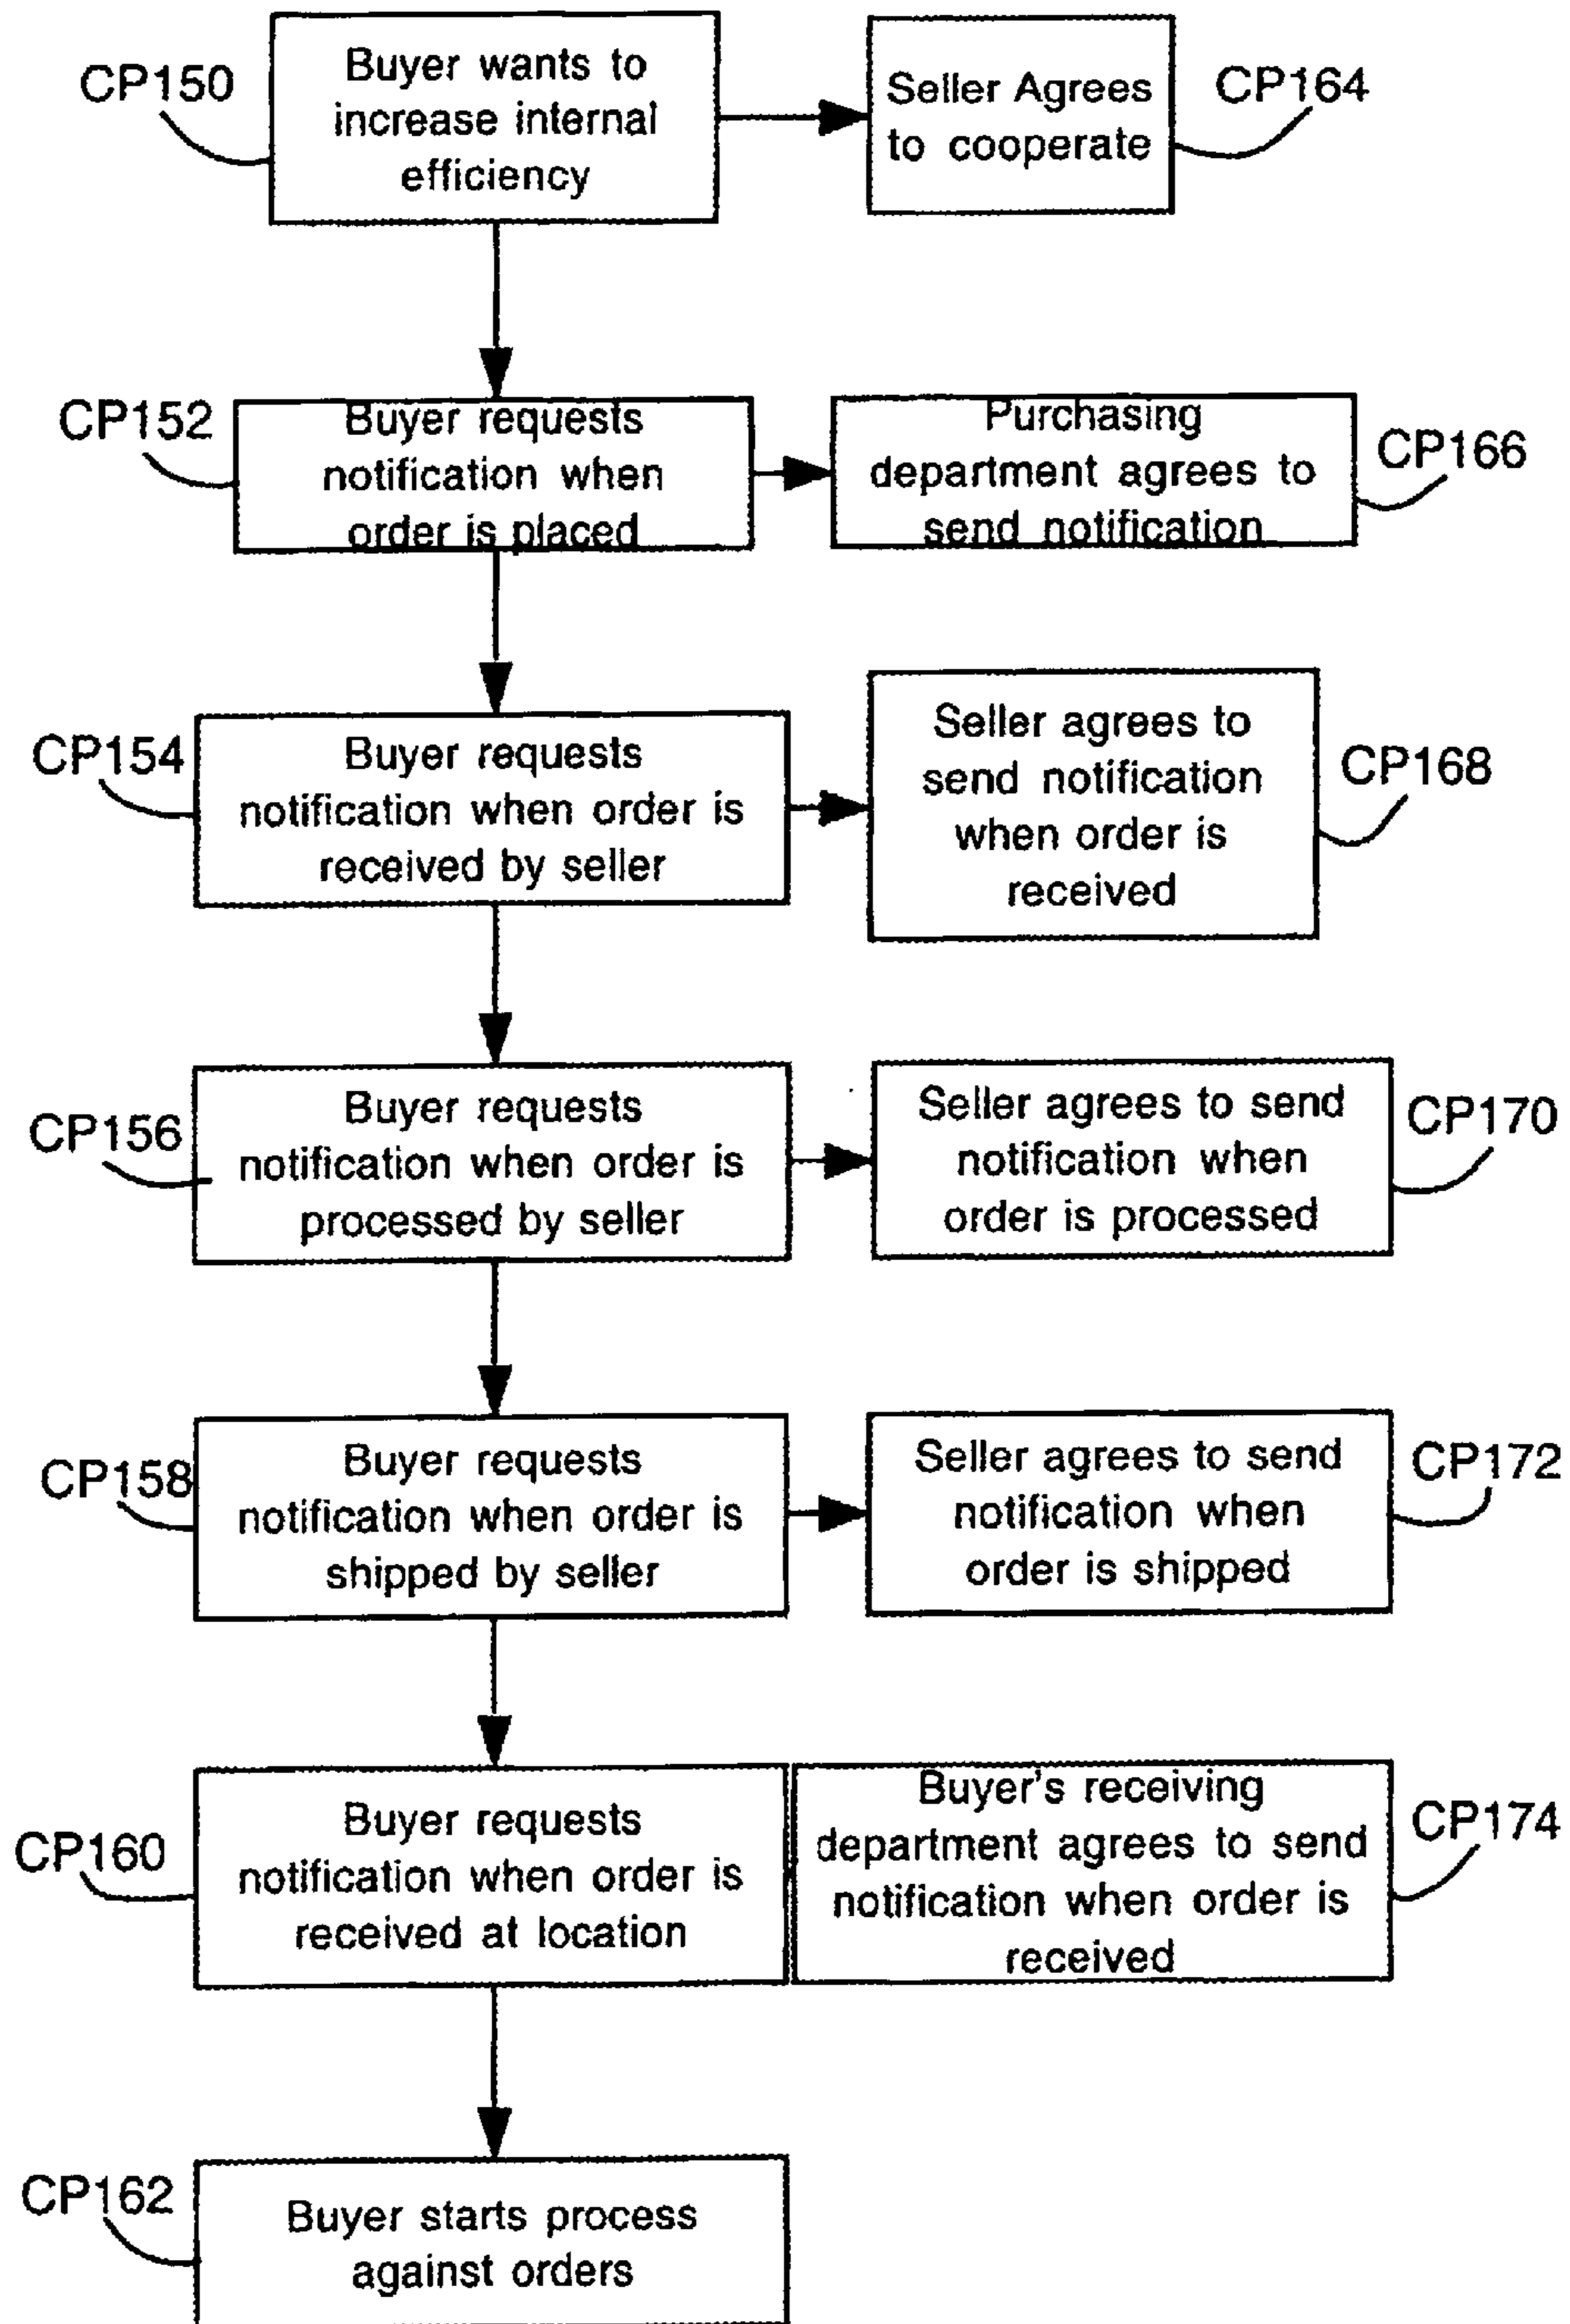 CP150
Buyer wants to
increase internal
efficiency
Seller Agrees
to cooperate
CP164
CP152
Buyer requests
notification when
order is placed
Purchasing
department agrees to
send notification
CP166
CP154
Buyer requests
notification when order is
received by seller
Seller agrees to
send notification
when order is
received
CP168
CP156
Buyer requests
notification when order is
processed by seller
Seller agrees to send
notification when
order is processed
CP170
CP158
Buyer requests
notification when order is
shipped by seller
Seller agrees to send
notification when
order is shipped
CP172
CP160
Buyer requests
notification when order is
received at location
Buyer's receiving
department agrees to send
notification when order is
received
CP174
CP162
Buyer starts process
against orders